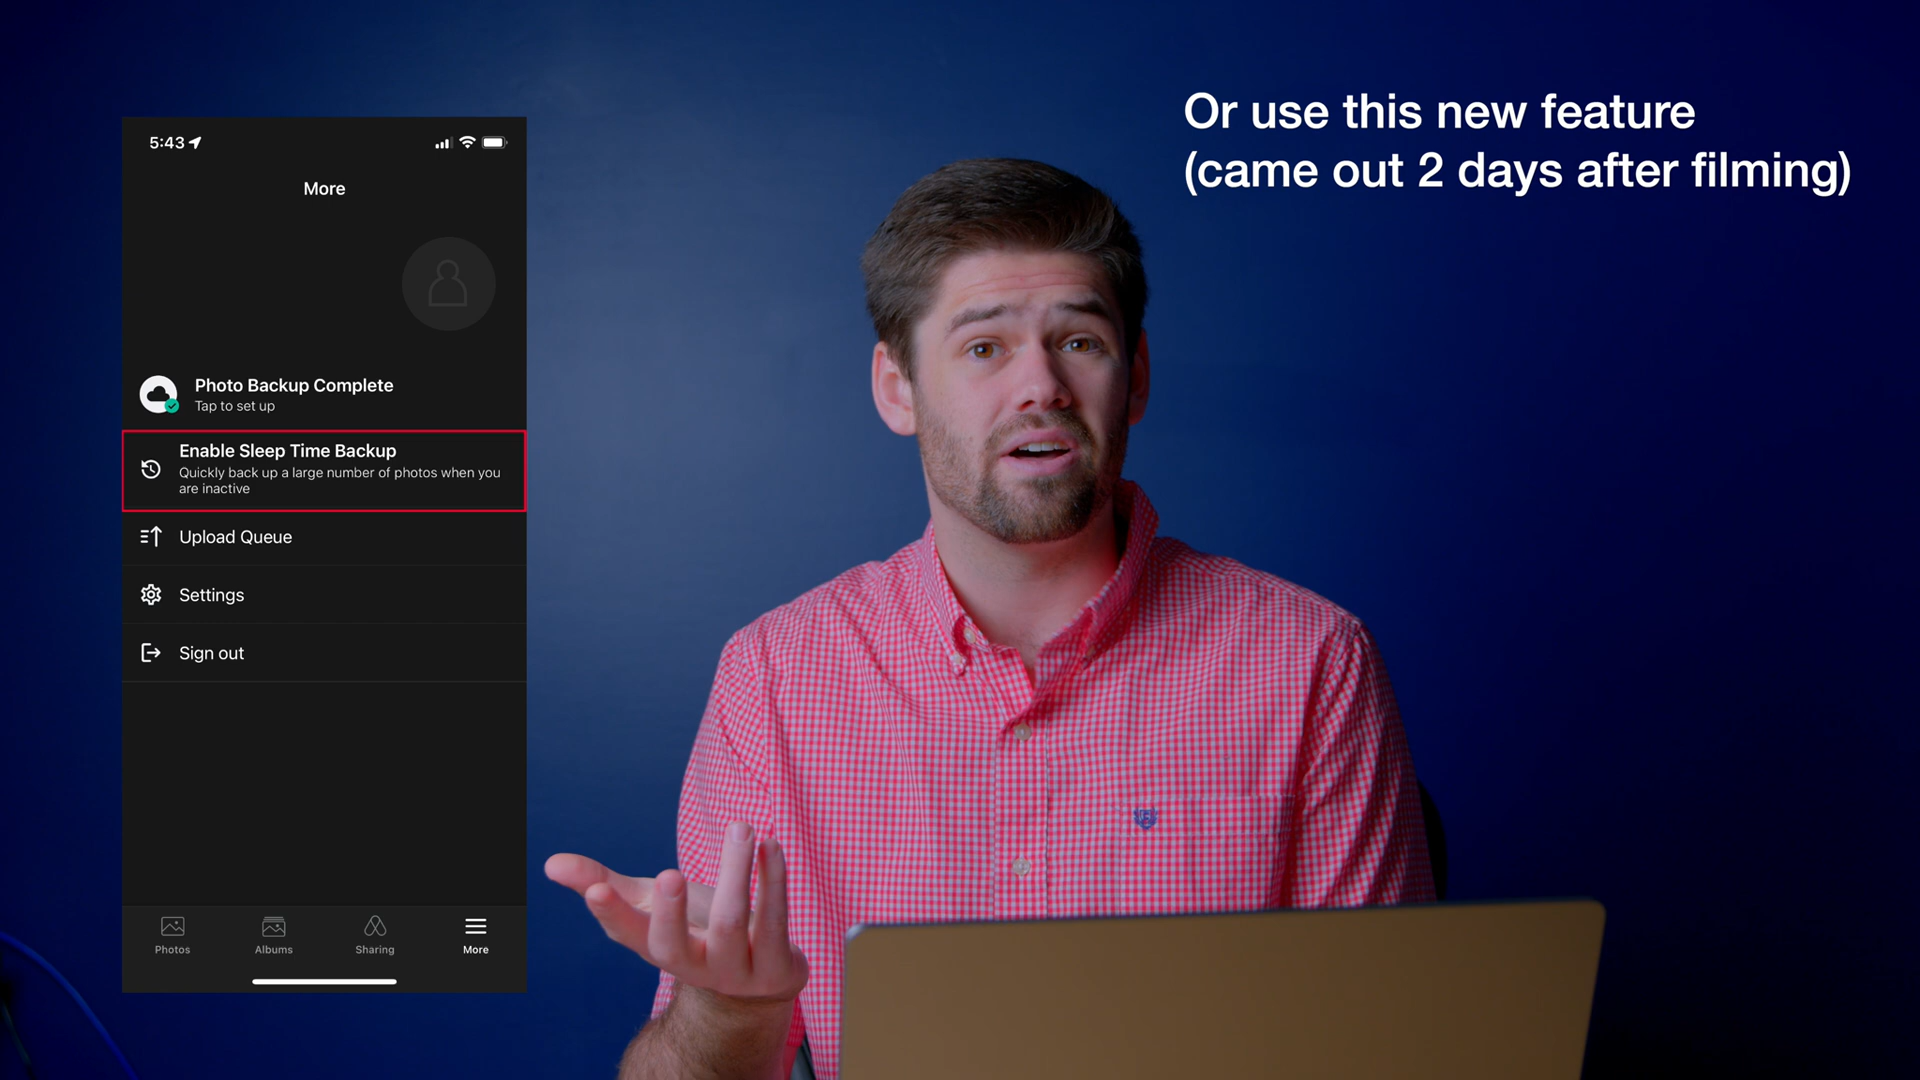 Or use this new feature
(came out 2 days after filming)
5:43
More
Photo Backup Complete
Tap to set up
Enable Sleep Time Backup
Quickly back up a large number of photos when you
are inactive
Upload Queue
Settings
Sign out
Photos
Albums
Sharing
More